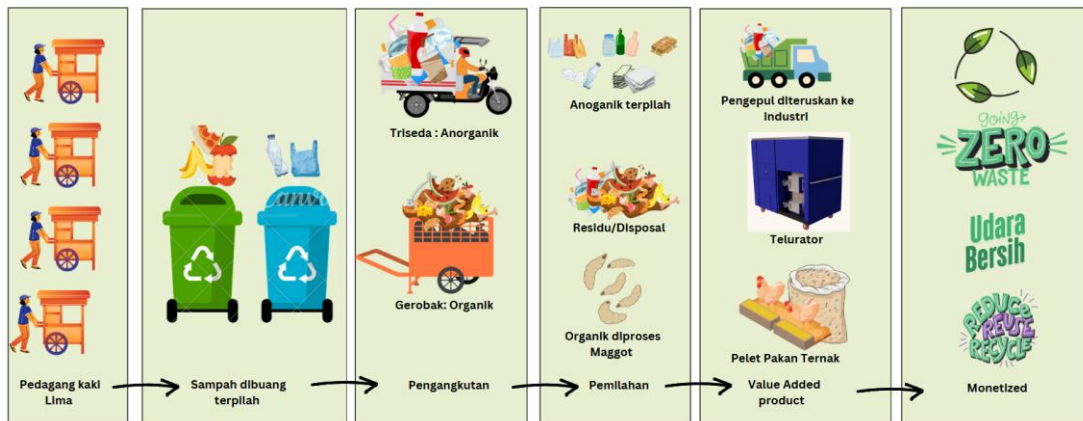 Pedagang kaki
Lima
Sampah dibuang
terpilah
Triseda : Anorganik
Gerobak: Organik
Pengangkutan
Anoganik terpilah
Residu/Disposal
Organik diproses
Maggot
Pemilahan
Pengepul diteruskan ke
Industri
Telurator
Pelet Pakan Ternak
Value Added
product
going
ZERO
WASTE
Udara
Bersih
REDUCE
REUSE
RECYCLE
Monetized